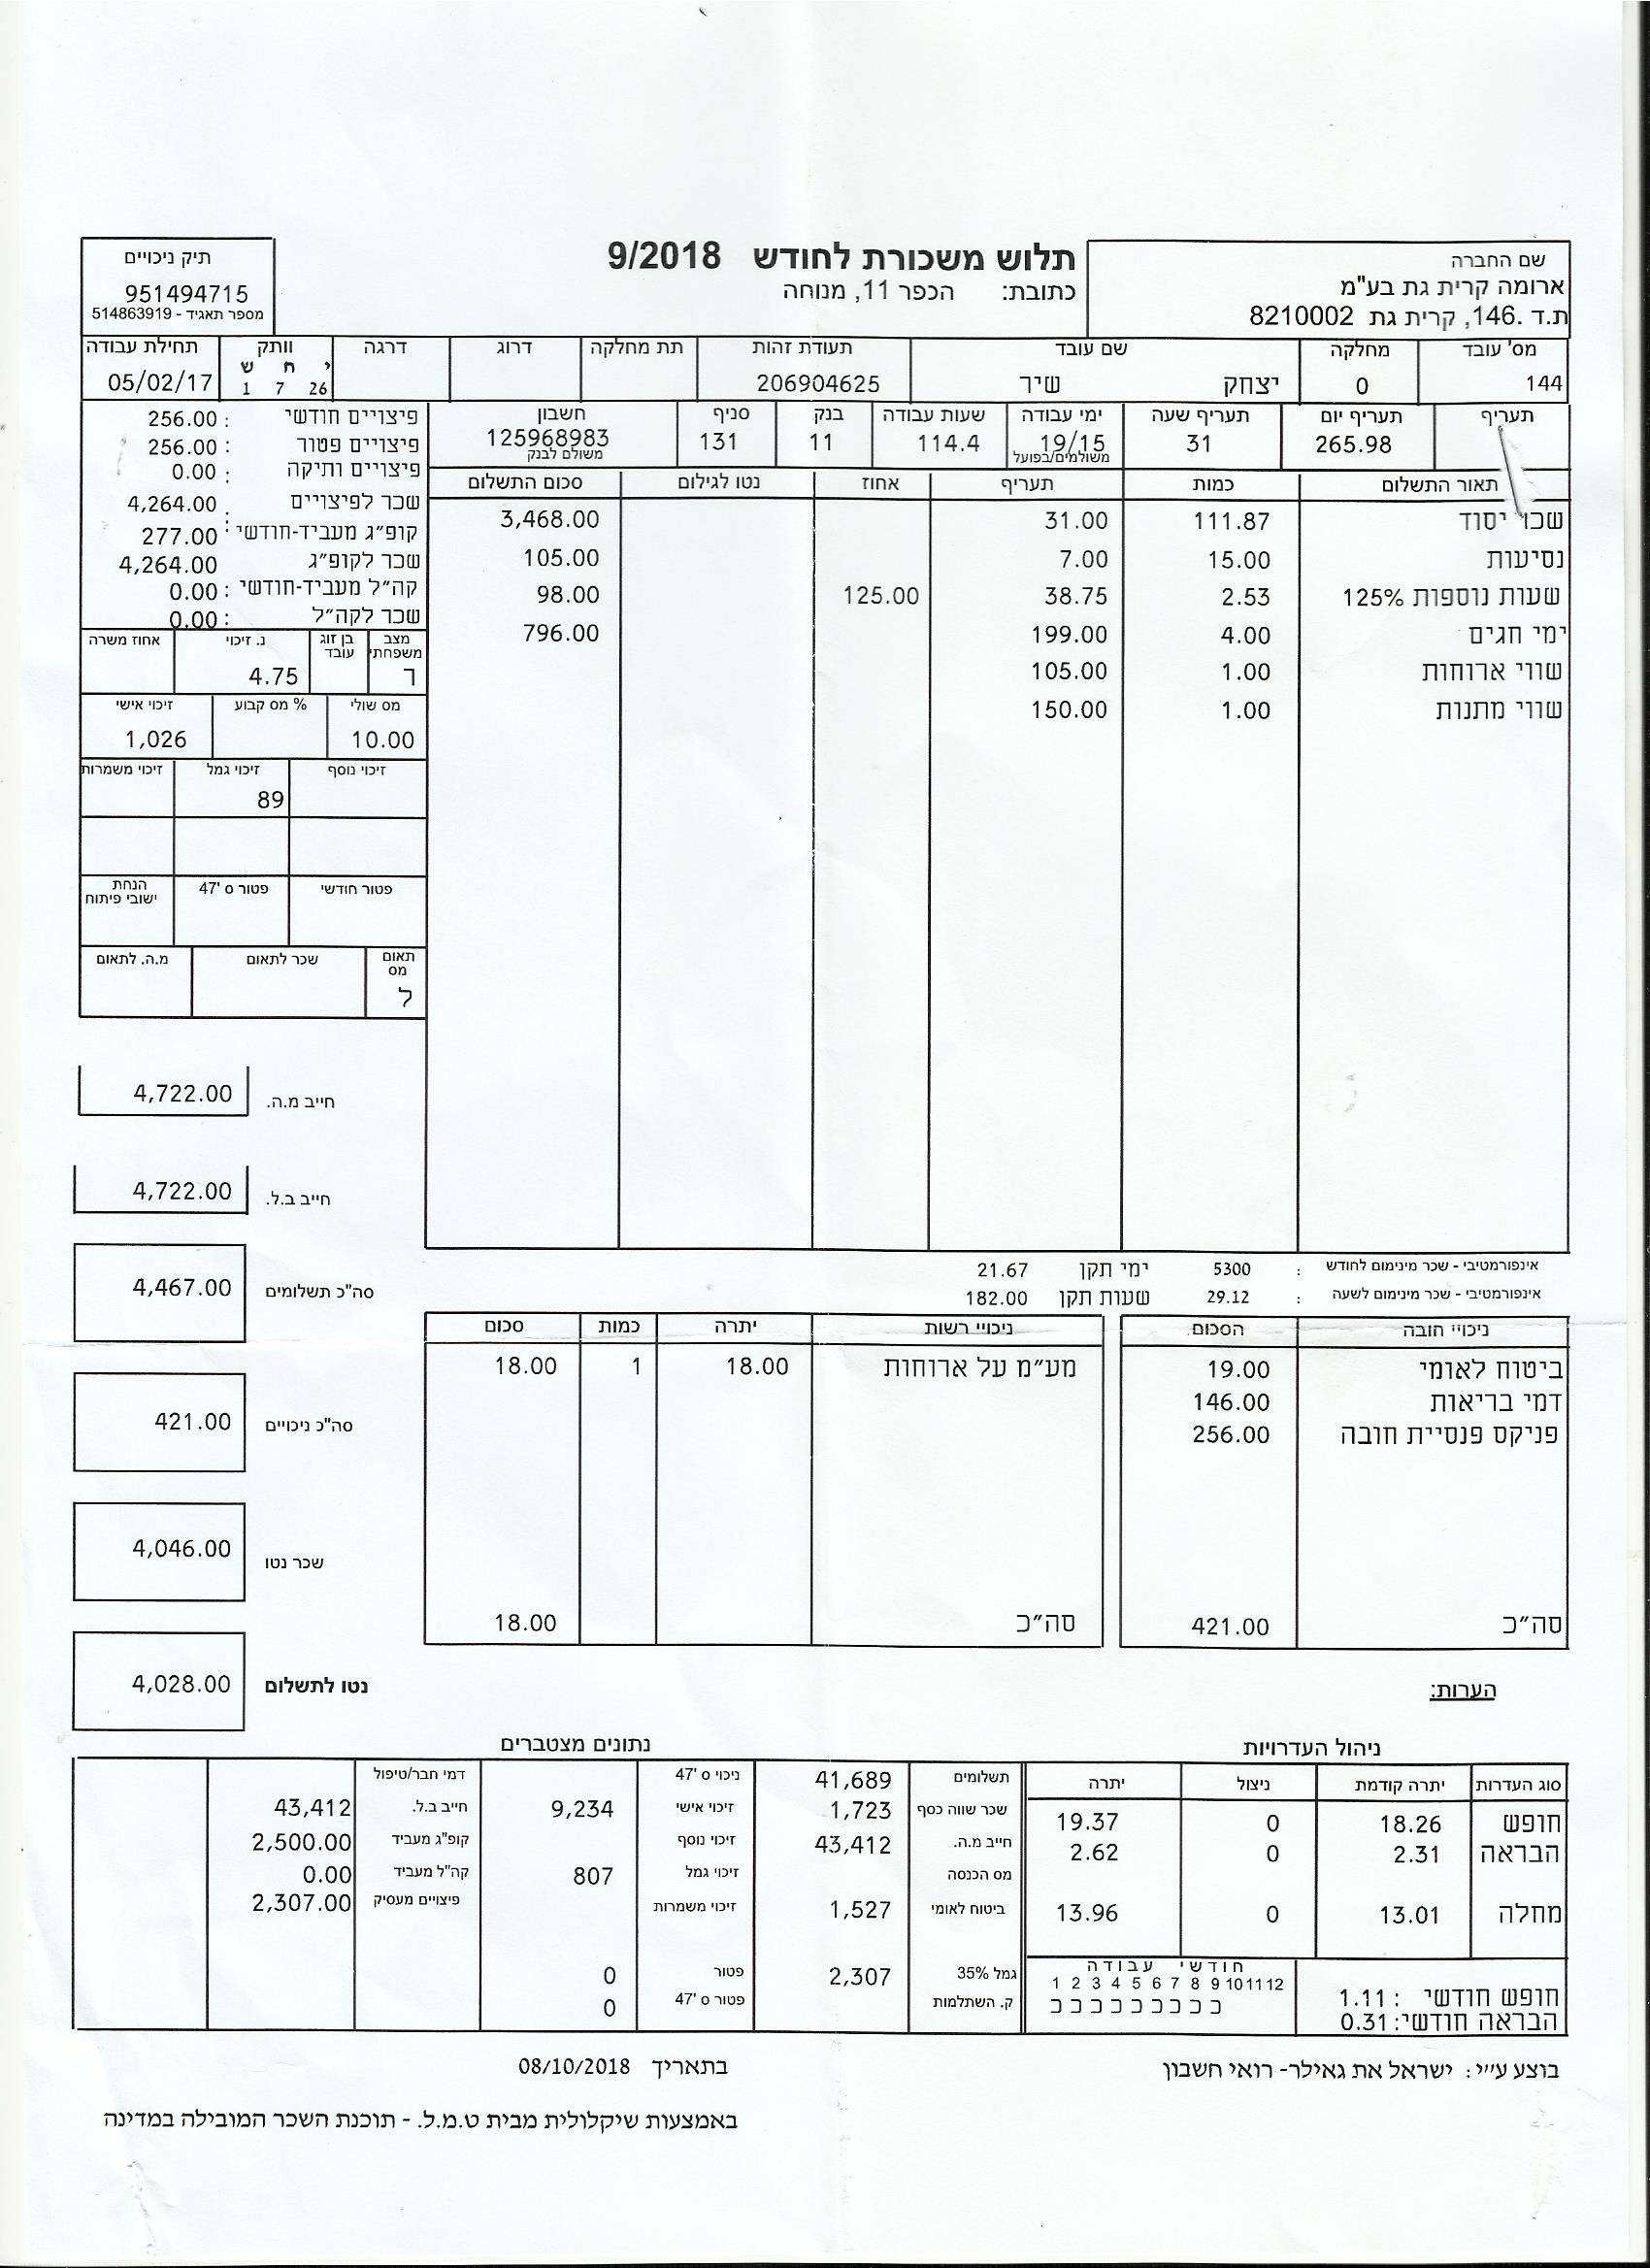 שם החברה
ארומה קרית גת בע"מ
ת.ד .146, קרית גת 8210002
תלוש משכורת לחודש 9/2018
כתובת: הכפר 11, מנוחה
תיק ניכויים
951494715
מספר תאגיד - 514863919
מס' עובד מחלקה שם עובד תעודת זהות תת מחלקה דרוג דרגה וותק תחילת עבודה
י ח ש
144 0 יצחק שיר 206904625 26 7 1 05/02/17
תעריף תעריף יום תעריף שעה ימי עבודה שעות עבודה בנק סניף חשבון
265.98 31 19/15 114.4 11 131 125968983
משולמים/בפועל משולם לבנק
תאור התשלום כמות תעריף אחוז נטו לגילום סכום התשלום
שכר יסוד 111.87 31.00 3,468.00
נסיעות 15.00 7.00 105.00
שעות נוספות 125% 2.53 38.75 125.00 98.00
ימי חגים 4.00 199.00 796.00
שווי ארוחות 1.00 105.00
שווי מתנות 1.00 150.00
פיצויים חודשי : 256.00
פיצויים פטור : 256.00
פיצויים ותיקה : 0.00
שכר לפיצויים : 4,264.00
קופ״ג מעביד-חודשי : 277.00
שכר לקופ״ג 4,264.00
קה״ל מעביד-חודשי : 0.00
שכר לקה״ל : 0.00
מצב משפחתי בן זוג עובד נ. זיכוי אחוז משרה
ר 4.75
מס שולי % מס קבוע זיכוי אישי
10.00 1,026
זיכוי נוסף זיכוי גמל זיכוי משמרות
89
פטור חודשי פטור ס '47 הנחת ישובי פיתוח
תאום מס שכר לתאום מ.ה. לתאום
ל
חייב מ.ה. 4,722.00
חייב ב.ל. 4,722.00
סה"כ תשלומים 4,467.00
סה"כ ניכויים 421.00
שכר נטו 4,046.00
נטו לתשלום 4,028.00
אינפורמטיבי - שכר מינימום לחודש : 5300 ימי תקן 21.67
אינפורמטיבי - שכר מינימום לשעה : 29.12 שעות תקן 182.00
ניכויי חובה הסכום
ביטוח לאומי 19.00
דמי בריאות 146.00
פניקס פנסיית חובה 256.00
סה״כ 421.00
ניכויי רשות יתרה כמות סכום
מע״מ על ארוחות 18.00 1 18.00
סה״כ 18.00
הערות:
ניהול העדרויות
סוג העדרות יתרה קודמת ניצול יתרה
חופש 18.26 0 19.37
הבראה 2.31 0 2.62
מחלה 13.01 0 13.96
חופש חודשי : 1.11
הבראה חודשי: 0.31
חודשי עבודה
1 2 3 4 5 6 7 8 9 10 11 12
כ כ כ כ כ כ כ כ כ
נתונים מצטברים
תשלומים 41,689
שכר שווה כסף 1,723
חייב מ.ה. 43,412
מס הכנסה
ביטוח לאומי 1,527
גמל 35% 2,307
ק. השתלמות
ניכוי ס '47
זיכוי אישי 9,234
זיכוי נוסף
זיכוי גמל 807
זיכוי משמרות
פטור 0
פטור ס '47 0
דמי חבר/טיפול
חייב ב.ל. 43,412
קופ"ג מעביד 2,500.00
קה"ל מעביד 0.00
פיצויים מעסיק 2,307.00
בוצע ע״י : ישראל את גאילר- רואי חשבון
בתאריך 08/10/2018
באמצעות שיקלולית מבית ט.מ.ל. - תוכנת השכר המובילה במדינה